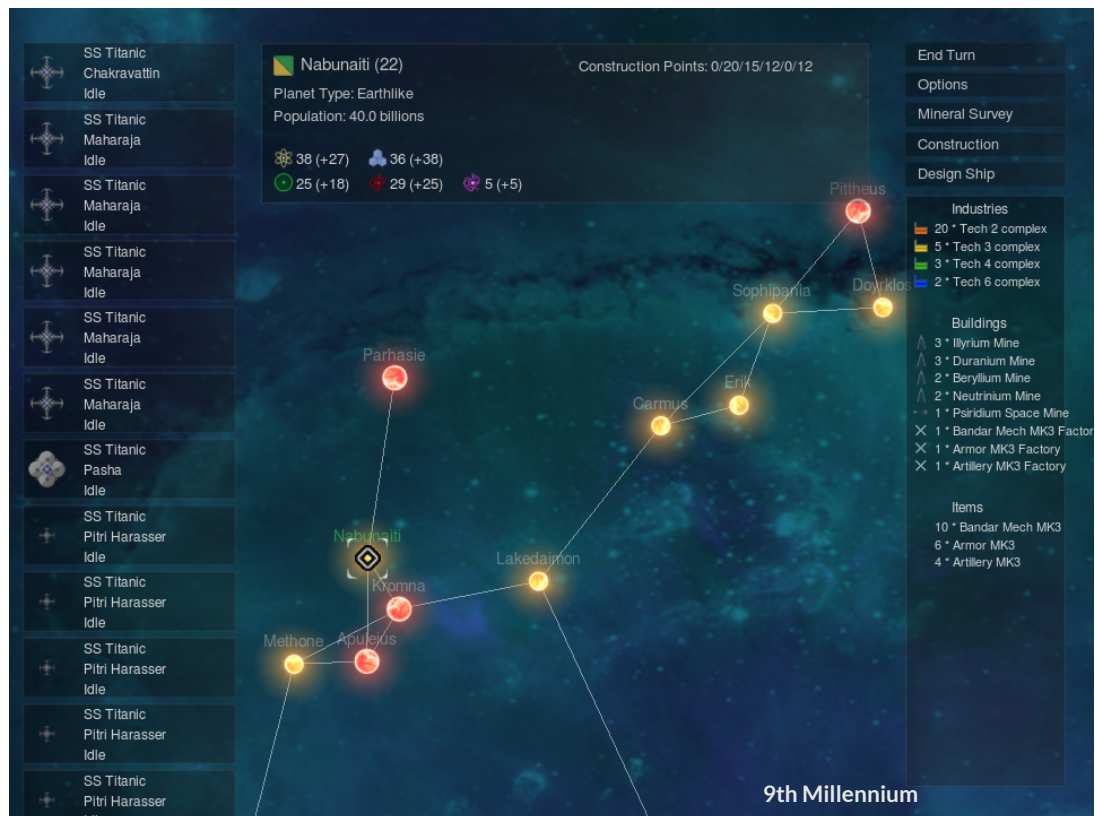 SS Titanic
Chakravattin
Idle
SS Titanic
Maharaja
Idle
SS Titanic
Maharaja
Idle
SS Titanic
Maharaja
Idle
SS Titanic
Maharaja
Idle
SS Titanic
Maharaja
Idle
SS Titanic
Pasha
Idle
SS Titanic
Pitri Harasser
Idle
SS Titanic
Pitri Harasser
Idle
SS Titanic
Pitri Harasser
Idle
SS Titanic
Pitri Harasser
Idle
SS Titanic
Pitri Harasser
Nabunaiti (22)
Construction Points: 0/20/15/12/0/12
Planet Type: Earthlike
Population: 40.0 billions
38 (+27) 36 (+38)
25 (+18) 29 (+25) 5 (+5)
Pittheus
Sophipania
Doyrklos
Parhasie
Erik
Carmus
Nabunaiti
Lakedaimon
Kromna
Methone
Apulejus
End Turn
Options
Mineral Survey
Construction
Design Ship
Industries
20 * Tech 2 complex
5 * Tech 3 complex
3 * Tech 4 complex
2 * Tech 6 complex
Buildings
3 * Illyrium Mine
3 * Duranium Mine
2 * Beryllium Mine
2 * Neutrinium Mine
1 * Psiridium Space Mine
1 * Bandar Mech MK3 Factor
1 * Armor MK3 Factory
1 * Artillery MK3 Factory
Items
10 * Bandar Mech MK3
6 * Armor MK3
4 * Artillery MK3
9th Millennium